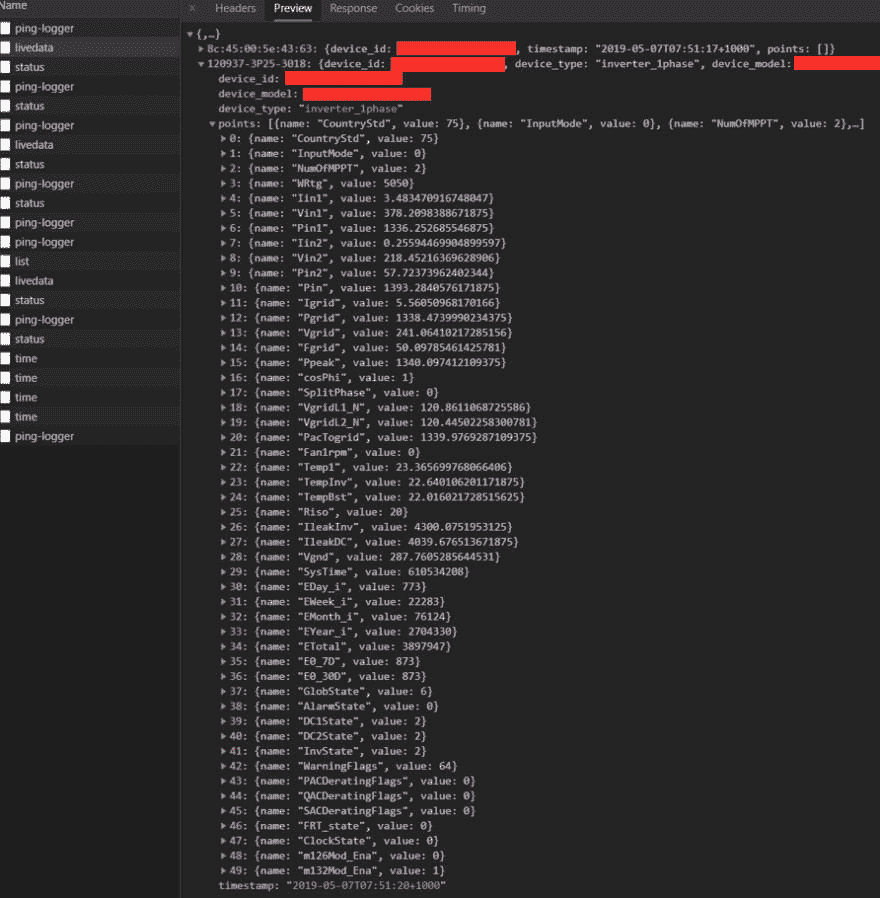 Name
ping-logger
livedata
status
ping-logger
status
ping-logger
livedata
status
ping-logger
status
ping-logger
ping-logger
list
livedata
status
ping-logger
status
time
time
time
time
ping-logger
× Headers Preview Response Cookies Timing
▼{,…}
▶8c:45:00:5e:43:63: {device_id: , timestamp: "2019-05-07T07:51:17+1000", points: []}
▼120937-3P25-3018: {device_id: , device_type: "inverter_1phase", device_model:
device_id:
device_model:
device_type: "inverter_1phase"
▼points: [{name: "CountryStd", value: 75}, {name: "InputMode", value: 0}, {name: "NumOfMPPT", value: 2},…]
▶0: {name: "CountryStd", value: 75}
▶1: {name: "InputMode", value: 0}
▶2: {name: "NumOfMPPT", value: 2}
▶3: {name: "WRtg", value: 5050}
▶4: {name: "Iin1", value: 3.483470916748047}
▶5: {name: "Vin1", value: 378.2098388671875}
▶6: {name: "Pin1", value: 1336.252685546875}
▶7: {name: "Iin2", value: 0.25594469904899597}
▶8: {name: "Vin2", value: 218.45216369628906}
▶9: {name: "Pin2", value: 57.72373962402344}
▶10: {name: "Pin", value: 1393.2840576171875}
▶11: {name: "Igrid", value: 5.56050968170166}
▶12: {name: "Pgrid", value: 1338.4739990234375}
▶13: {name: "Vgrid", value: 241.06410217285156}
▶14: {name: "Fgrid", value: 50.09785461425781}
▶15: {name: "Ppeak", value: 1340.097412109375}
▶16: {name: "cosPhi", value: 1}
▶17: {name: "SplitPhase", value: 0}
▶18: {name: "VgridL1_N", value: 120.8611068725586}
▶19: {name: "VgridL2_N", value: 120.44502258300781}
▶20: {name: "PacTogrid", value: 1339.9769287109375}
▶21: {name: "Fan1rpm", value: 0}
▶22: {name: "Temp1", value: 23.365699768066406}
▶23: {name: "TempInv", value: 22.640106201171875}
▶24: {name: "TempBst", value: 22.016021728515625}
▶25: {name: "Riso", value: 20}
▶26: {name: "IleakInv", value: 4300.0751953125}
▶27: {name: "IleakDC", value: 4039.676513671875}
▶28: {name: "Vgnd", value: 287.7605285644531}
▶29: {name: "SysTime", value: 610534208}
▶30: {name: "EDay_i", value: 773}
▶31: {name: "EWeek_i", value: 22283}
▶32: {name: "EMonth_i", value: 76124}
▶33: {name: "EYear_i", value: 2704330}
▶34: {name: "ETotal", value: 3897947}
▶35: {name: "E0_7D", value: 873}
▶36: {name: "E0_30D", value: 873}
▶37: {name: "GlobState", value: 6}
▶38: {name: "AlarmState", value: 0}
▶39: {name: "DC1State", value: 2}
▶40: {name: "DC2State", value: 2}
▶41: {name: "InvState", value: 2}
▶42: {name: "WarningFlags", value: 64}
▶43: {name: "PACDeratingFlags", value: 0}
▶44: {name: "QACDeratingFlags", value: 0}
▶45: {name: "SACDeratingFlags", value: 0}
▶46: {name: "FRT_state", value: 0}
▶47: {name: "ClockState", value: 0}
▶48: {name: "m126Mod_Ena", value: 0}
▶49: {name: "m132Mod_Ena", value: 1}
timestamp: "2019-05-07T07:51:20+1000"